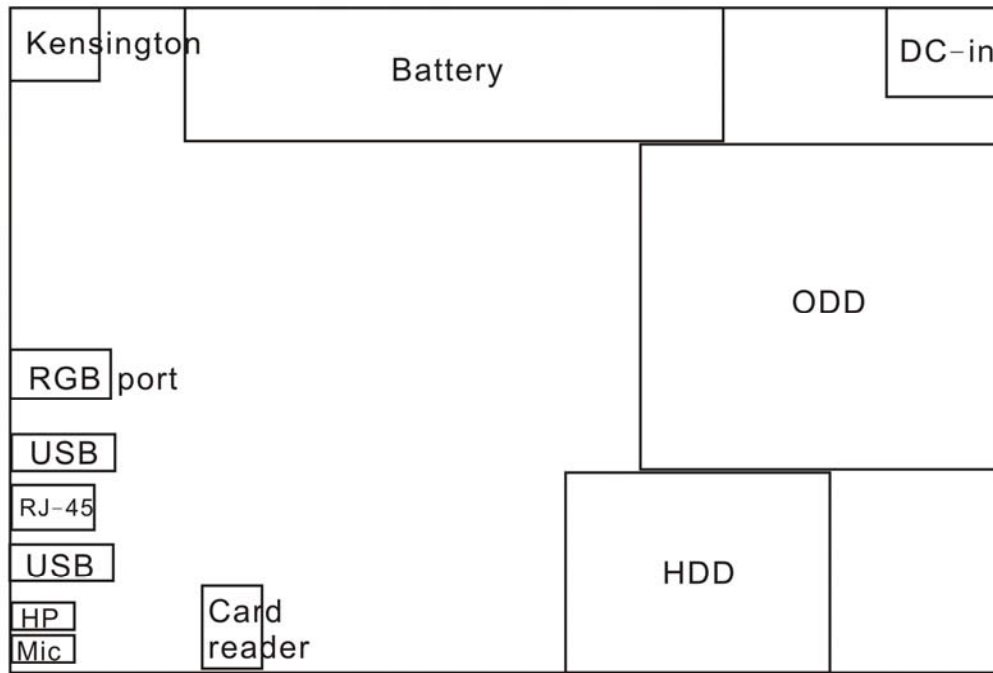 Kensington
Battery
DC-in
ODD
RGB port
USB
RJ-45
USB
HDD
HP
Card
reader
Mic